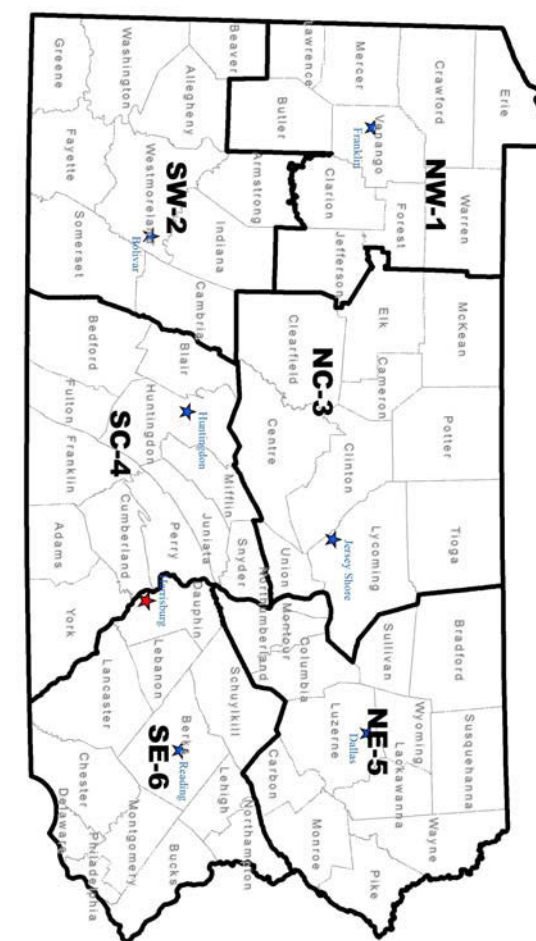 Erie
Crawford
Mercer
Lawrence
Venango
Franklin
Butler
Clarion
Forest
Warren
Jefferson
NW-1
Beaver
Allegheny
Washington
Greene
Fayette
Westmoreland
Bolivar
Somerset
Armstrong
Indiana
Cambria
SW-2
McKean
Elk
Cameron
Potter
Tioga
Clearfield
Centre
Clinton
Lycoming
Jersey Shore
Union
NC-3
Blair
Bedford
Huntingdon
Huntingdon
Fulton
Franklin
Mifflin
Juniata
Snyder
Perry
Cumberland
Adams
York
SC-4
Bradford
Susquehanna
Sullivan
Wyoming
Lackawanna
Wayne
Pike
Monroe
Carbon
Luzerne
Dallas
Columbia
Montour
Northumberland
NE-5
Harrisburg
Dauphin
Lebanon
Lancaster
Schuylkill
Berks
Reading
Lehigh
Northampton
Bucks
Montgomery
Chester
Delaware
Philadelphia
SE-6